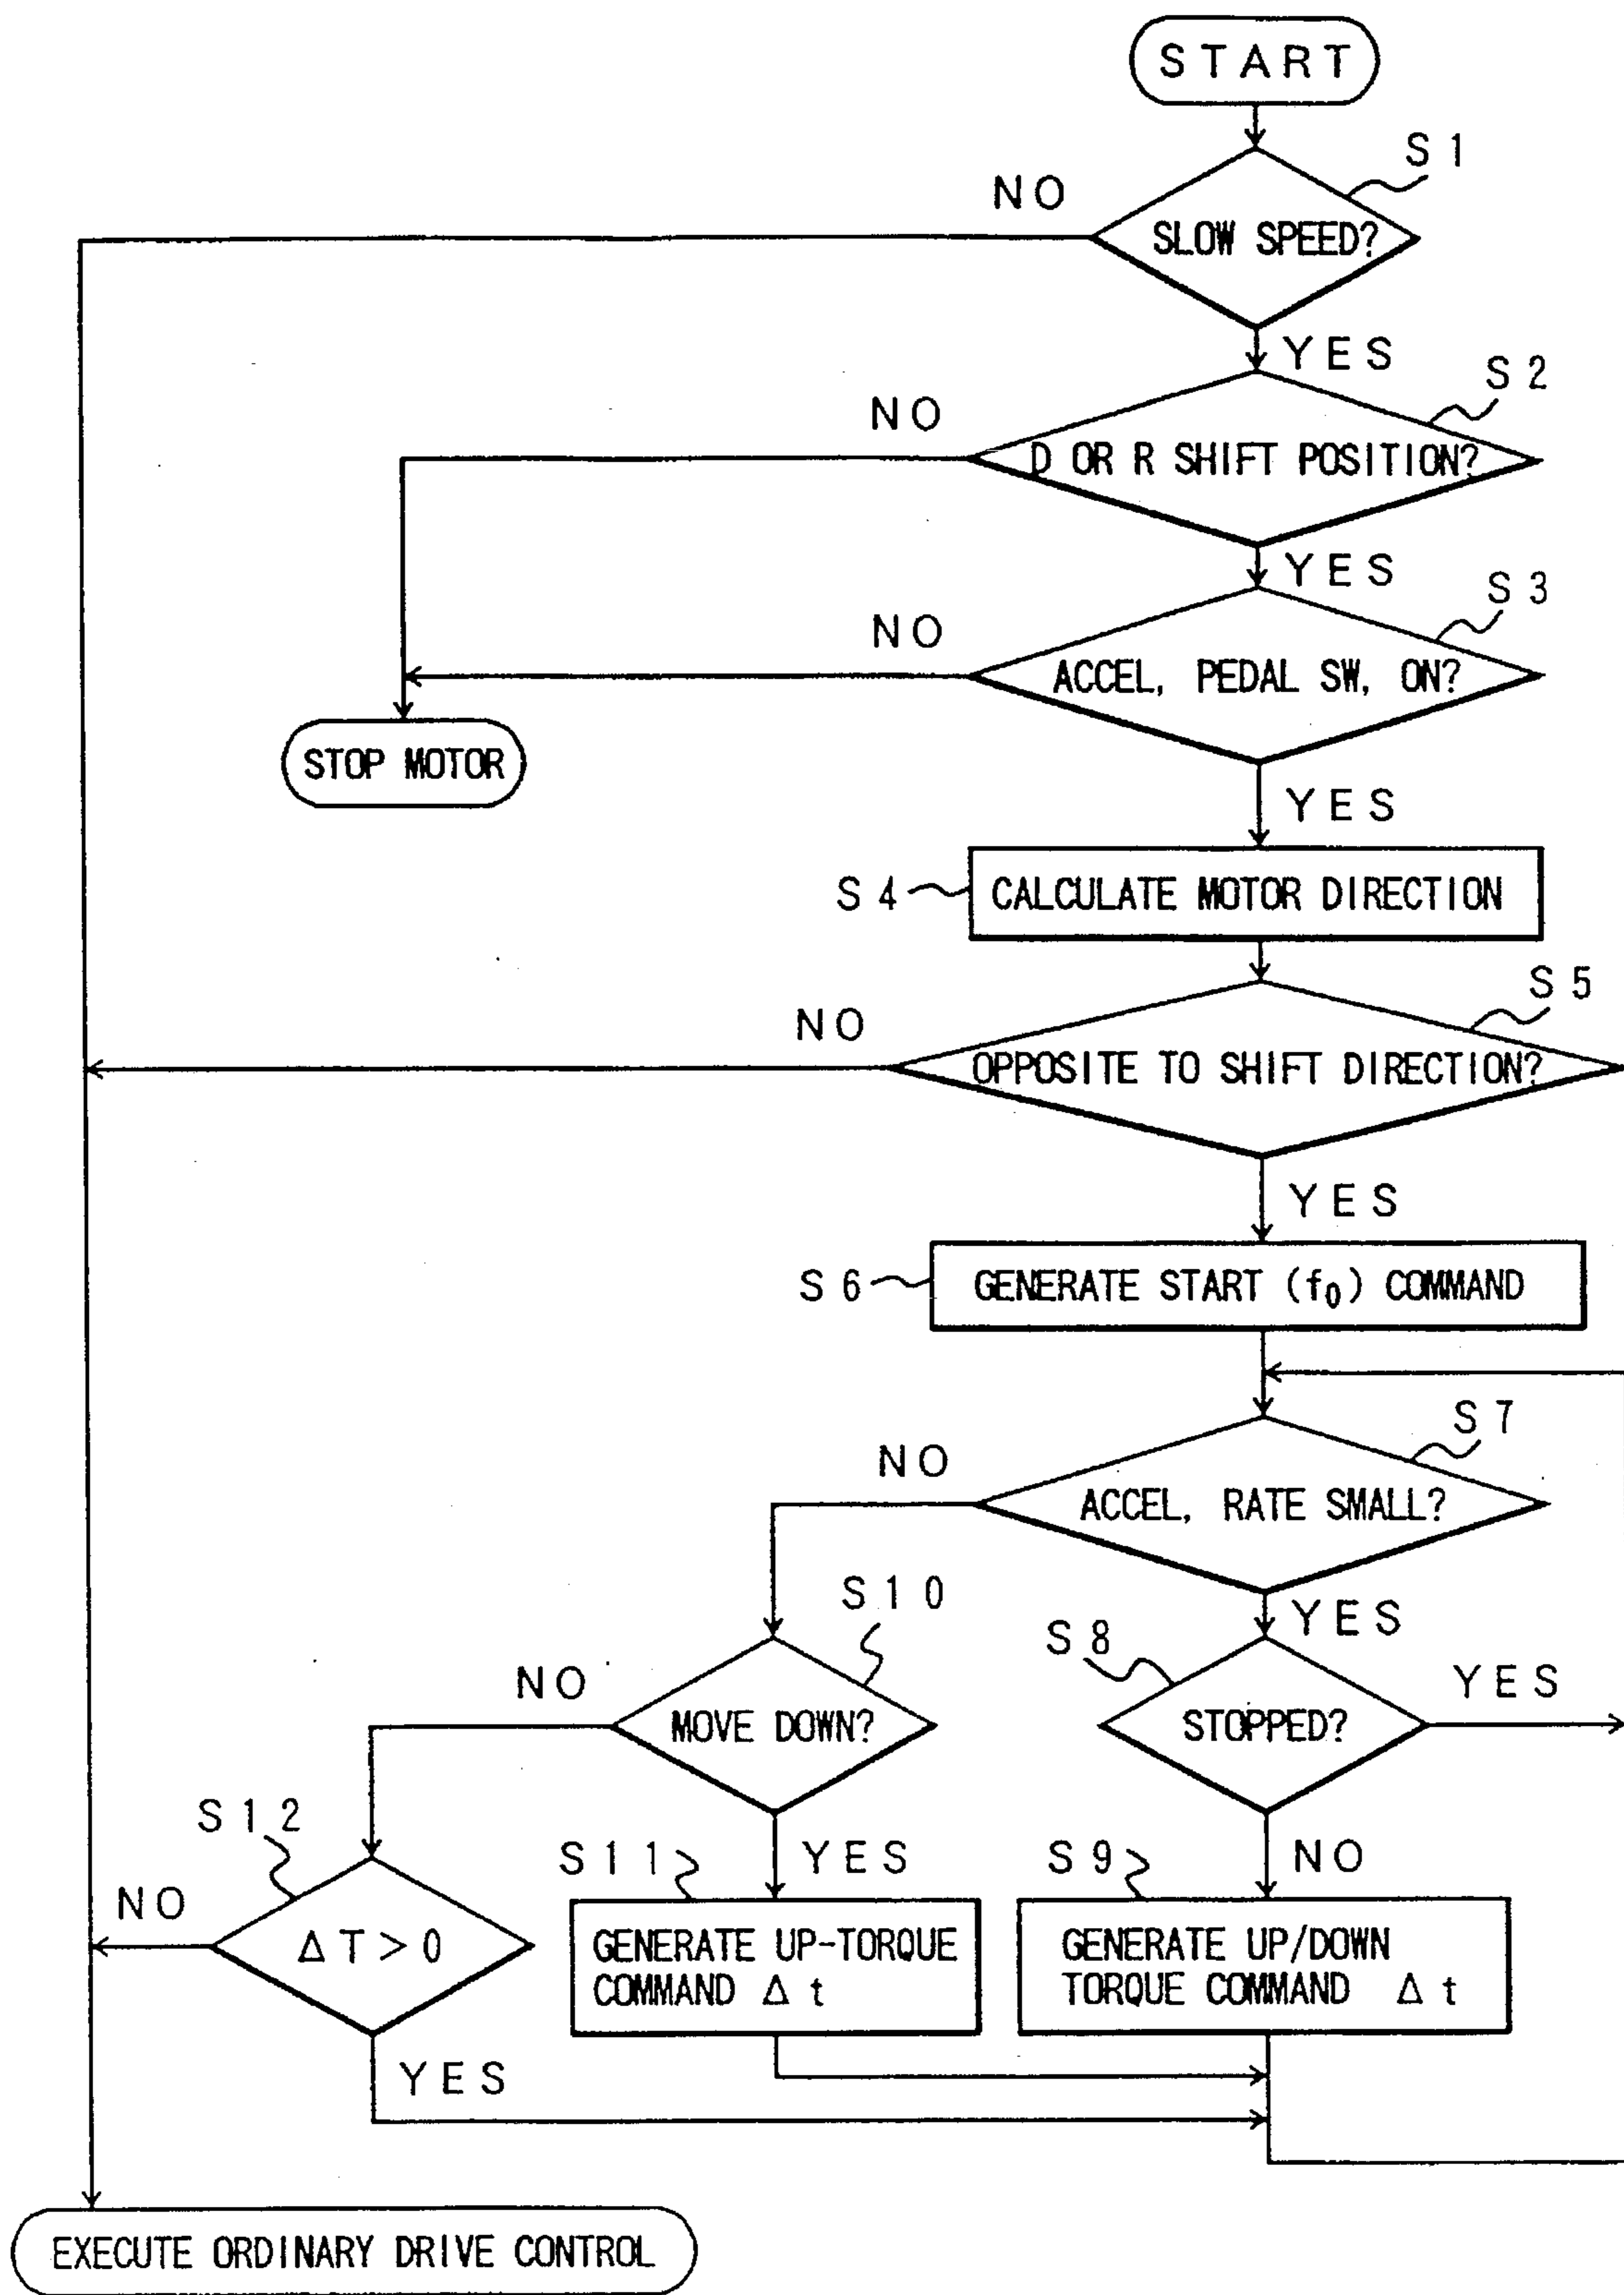 START
S1
NO
SLOW SPEED?
YES
S2
NO
D OR R SHIFT POSITION?
YES
S3
NO
ACCEL, PEDAL SW, ON?
STOP MOTOR
YES
S4
CALCULATE MOTOR DIRECTION
S5
NO
OPPOSITE TO SHIFT DIRECTION?
YES
S6
GENERATE START (f₀) COMMAND
S7
NO
ACCEL, RATE SMALL?
S10
YES
S8
NO
YES
MOVE DOWN?
STOPPED?
S12
S11
YES
S9
NO
NO
ΔT>0
GENERATE UP-TORQUE
COMMAND Δt
GENERATE UP/DOWN
TORQUE COMMAND Δt
YES
EXECUTE ORDINARY DRIVE CONTROL